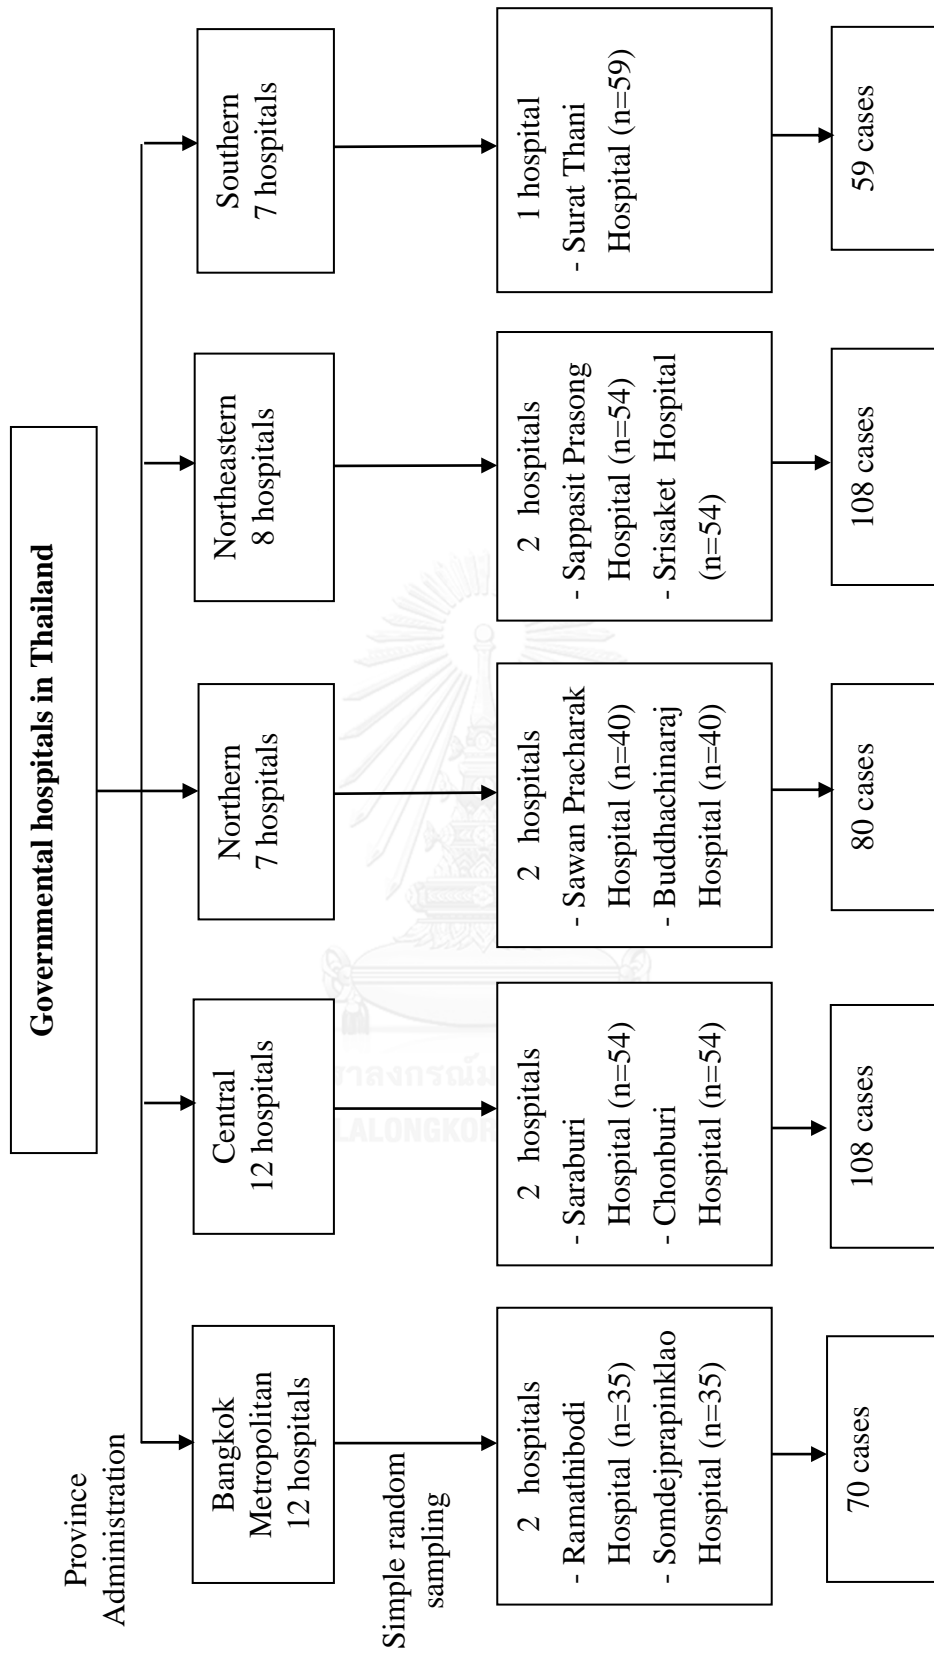 Governmental hospitals in Thailand
Province
Administration
Bangkok
Metropolitan
12 hospitals
Central
12 hospitals
Northern
7 hospitals
Northeastern
8 hospitals
Southern
7 hospitals
Simple random
sampling
2 hospitals
- Ramathibodi
Hospital (n=35)
- Somdejprapinklao
Hospital (n=35)
2 hospitals
- Saraburi
Hospital (n=54)
- Chonburi
Hospital (n=54)
2 hospitals
- Sawan Pracharak
Hospital (n=40)
- Buddhachinaraj
Hospital (n=40)
2 hospitals
- Sappasit Prasong
Hospital (n=54)
- Srisaket Hospital
(n=54)
1 hospital
- Surat Thani
Hospital (n=59)
70 cases
108 cases
80 cases
108 cases
59 cases